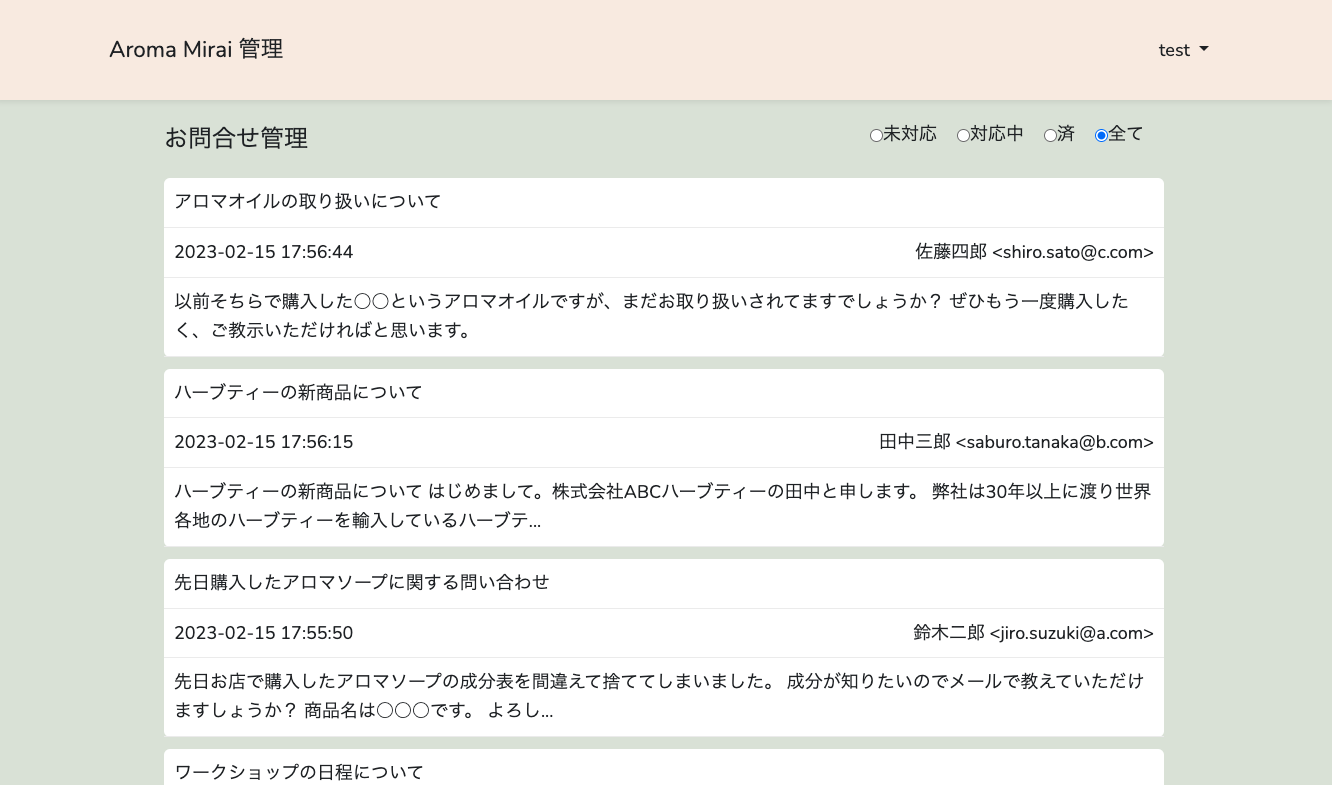 Aroma Mirai 管理
test
お問合せ管理
未対応 対応中 済 全て
アロマオイルの取り扱いについて
2023-02-15 17:56:44
佐藤四郎 <shiro.sato@c.com>
以前そちらで購入した○○というアロマオイルですが、まだお取り扱いされてますでしょうか？ ぜひもう一度購入した
く、ご教示いただければと思います。
ハーブティーの新商品について
2023-02-15 17:56:15
田中三郎 <saburo.tanaka@b.com>
ハーブティーの新商品について はじめまして。株式会社ABCハーブティーの田中と申します。 弊社は30年以上に渡り世界
各地のハーブティーを輸入しているハーブテ...
先日購入したアロマソープに関する問い合わせ
2023-02-15 17:55:50
鈴木二郎 <jiro.suzuki@a.com>
先日お店で購入したアロマソープの成分表を間違えて捨ててしまいました。 成分が知りたいのでメールで教えていただけ
ますしょうか？ 商品名は○○○です。 よろし...
ワークショップの日程について